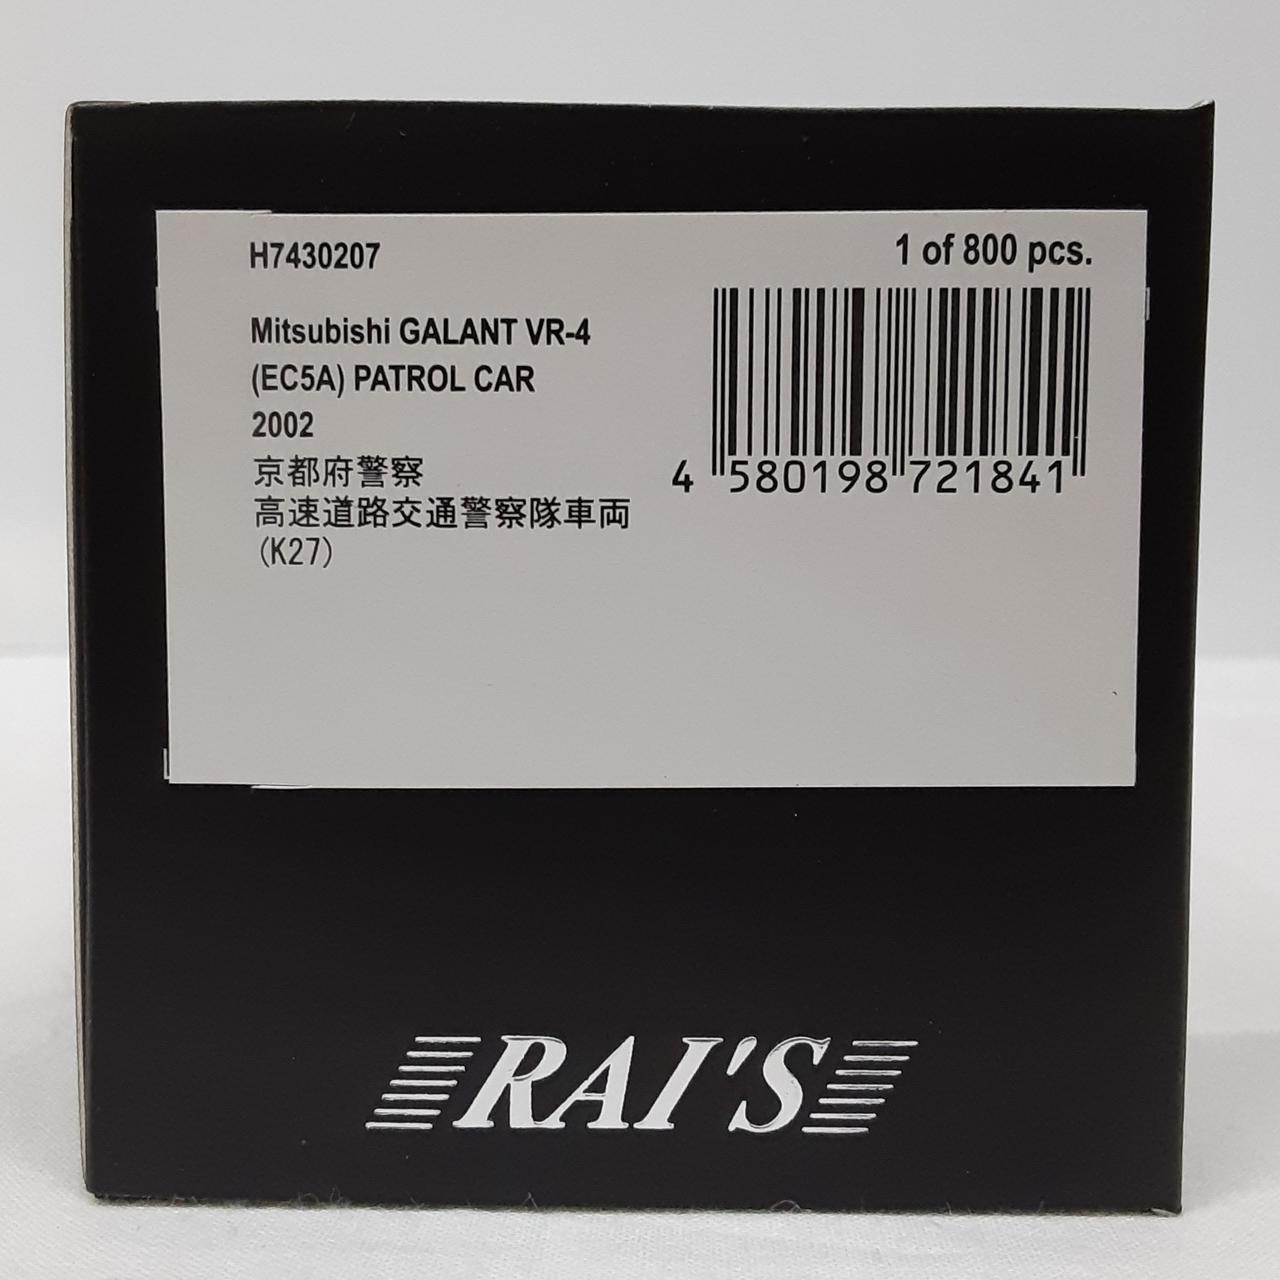 H7430207
1 of 800 pcs.
Mitsubishi GALANT VR-4
(EC5A) PATROL CAR
2002
京都府警察
高速道路交通警察隊車両
(K27)
4 580198 721841
RAI'S